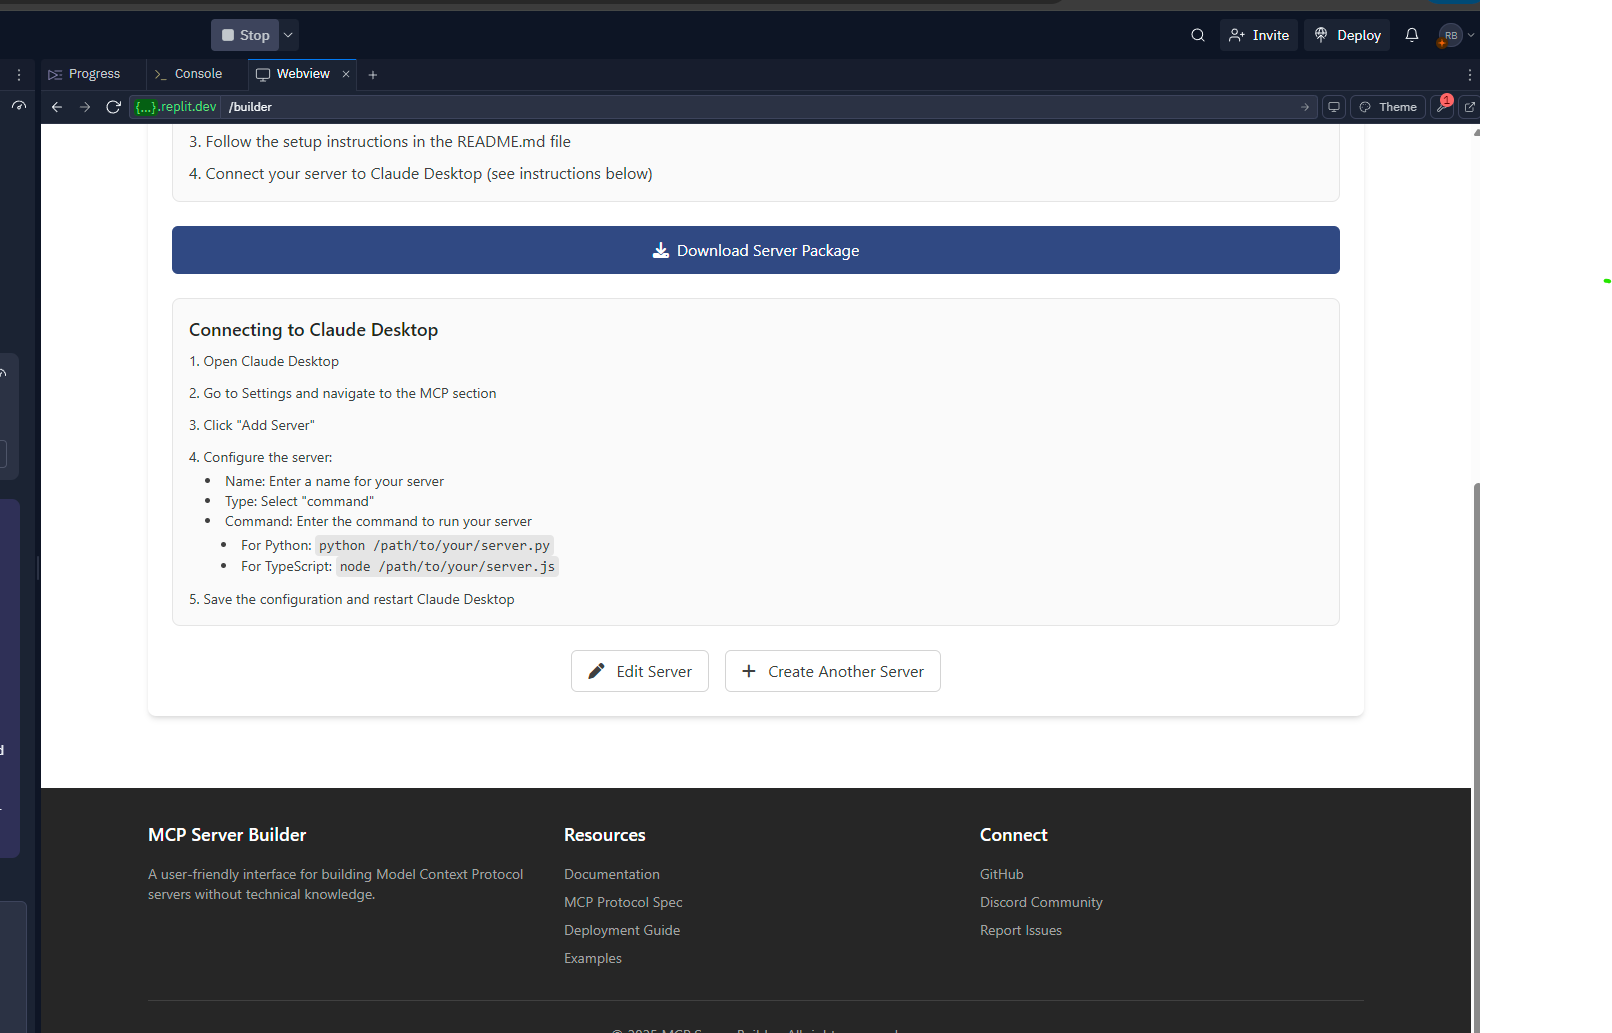 Stop
Invite
Deploy
RB
Progress
Console
Webview
{...}.replit.dev /builder
Theme
1
3. Follow the setup instructions in the README.md file
4. Connect your server to Claude Desktop (see instructions below)
Download Server Package
Connecting to Claude Desktop
1. Open Claude Desktop
2. Go to Settings and navigate to the MCP section
3. Click "Add Server"
4. Configure the server:
Name: Enter a name for your server
Type: Select "command"
Command: Enter the command to run your server
For Python: python /path/to/your/server.py
For TypeScript: node /path/to/your/server.js
5. Save the configuration and restart Claude Desktop
Edit Server
Create Another Server
MCP Server Builder
A user-friendly interface for building Model Context Protocol
servers without technical knowledge.
Resources
Documentation
MCP Protocol Spec
Deployment Guide
Examples
Connect
GitHub
Discord Community
Report Issues